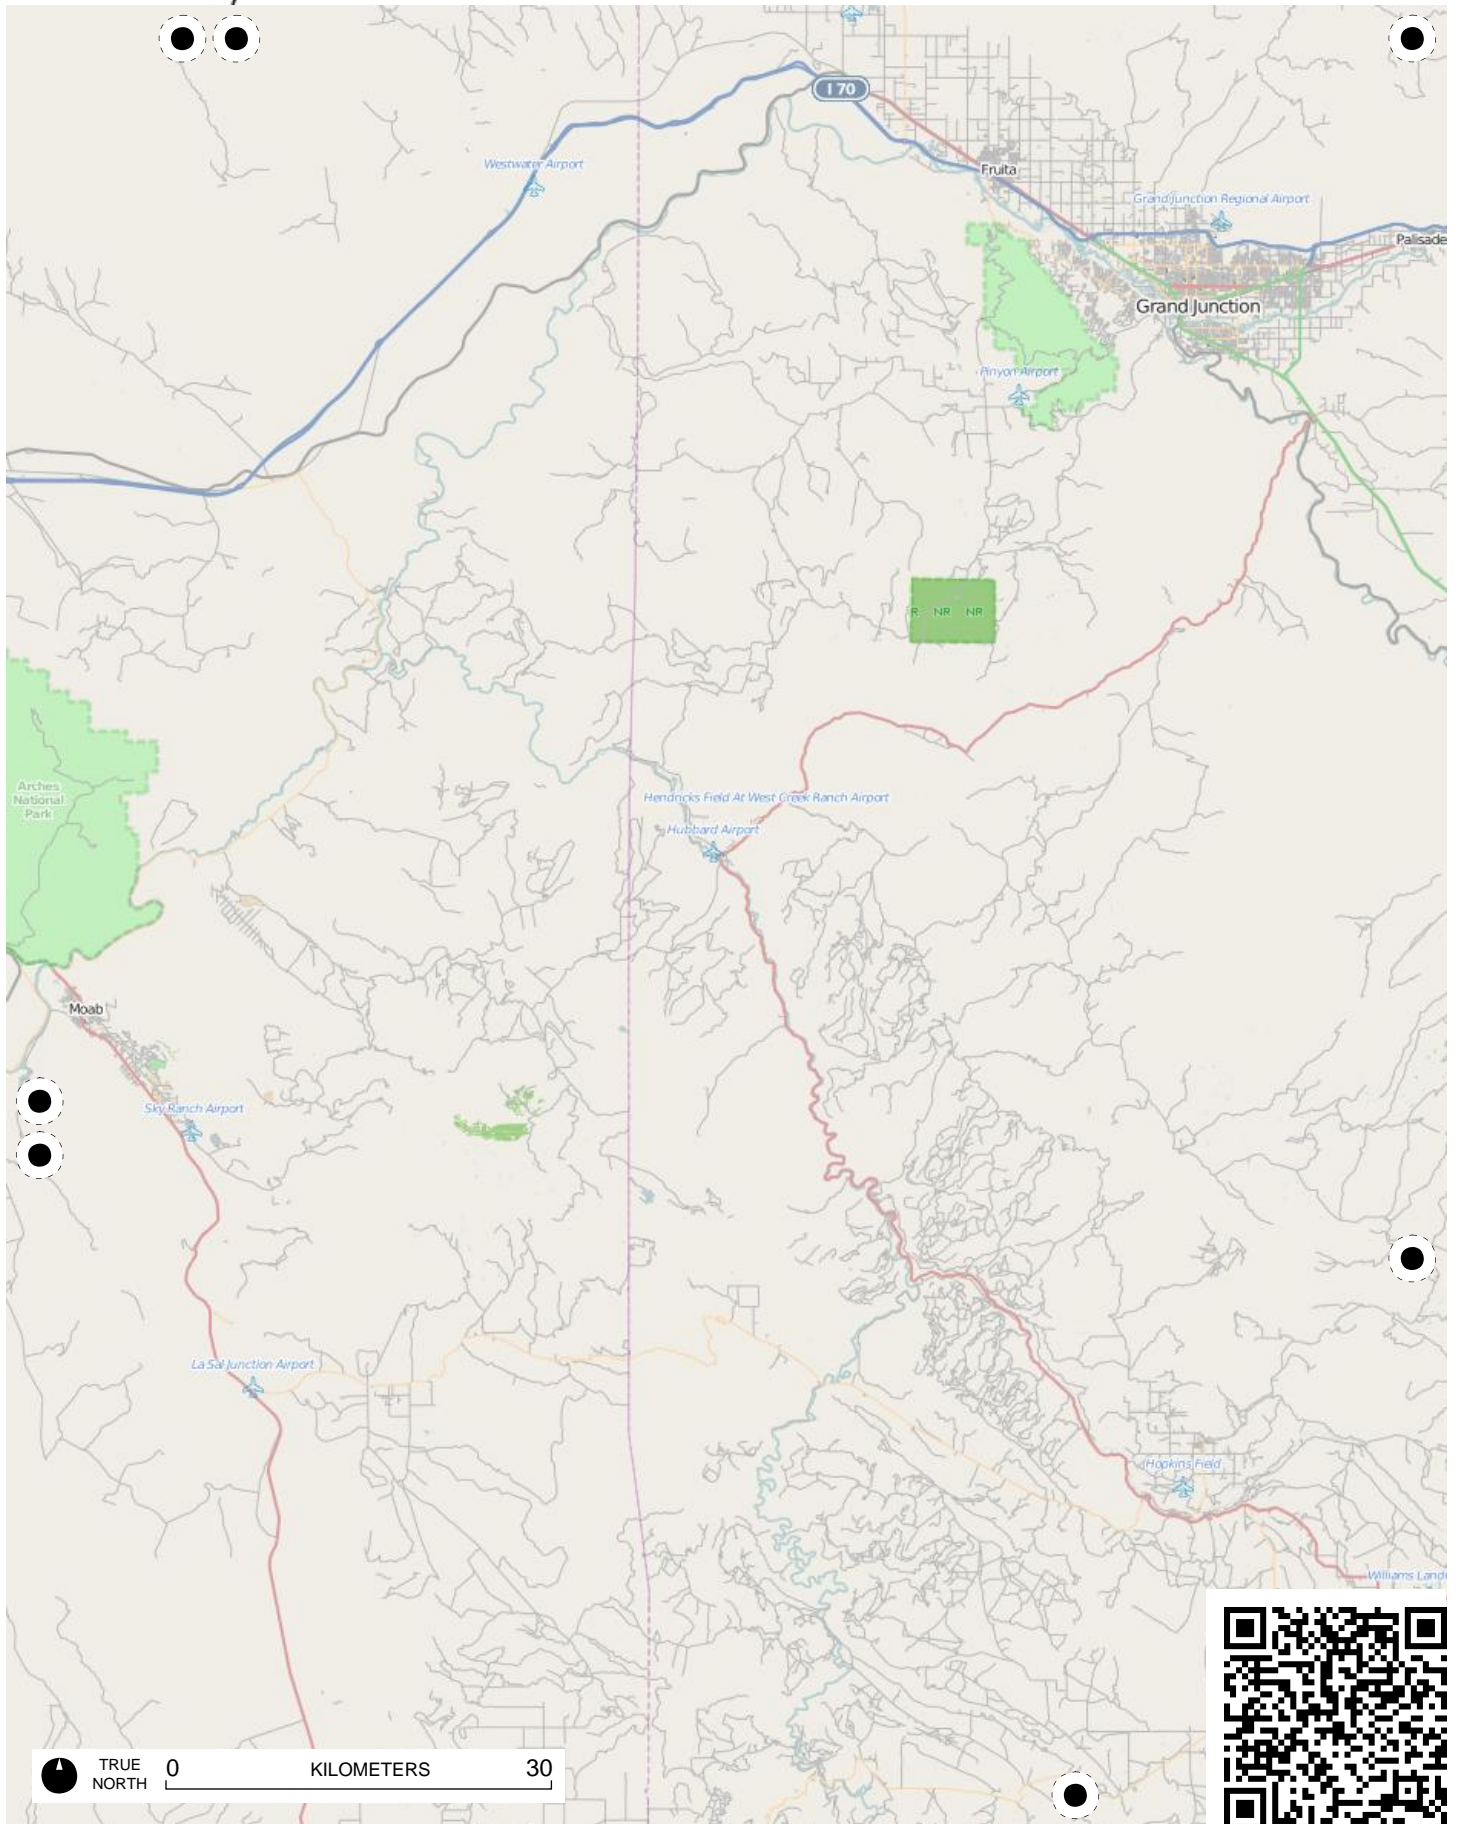 I 70
Westwater Airport
Fruita
Grand Junction Regional Airport
Palisade
Grand Junction
Pinyon Airport
R NR NR
Arches
National
Park
Hendricks Field At West Creek Ranch Airport
Hubbard Airport
Moab
Sky Ranch Airport
La Sal Junction Airport
Hopkins Field
Williams Land
TRUE
NORTH
0 KILOMETERS 30